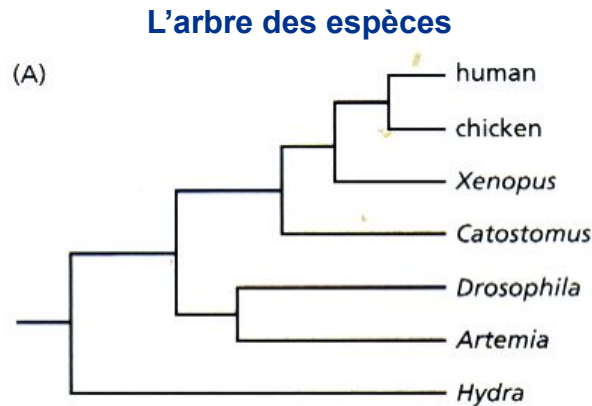 L'arbre des espèces
(A)
human
chicken
Xenopus
Catostomus
Drosophila
Artemia
Hydra